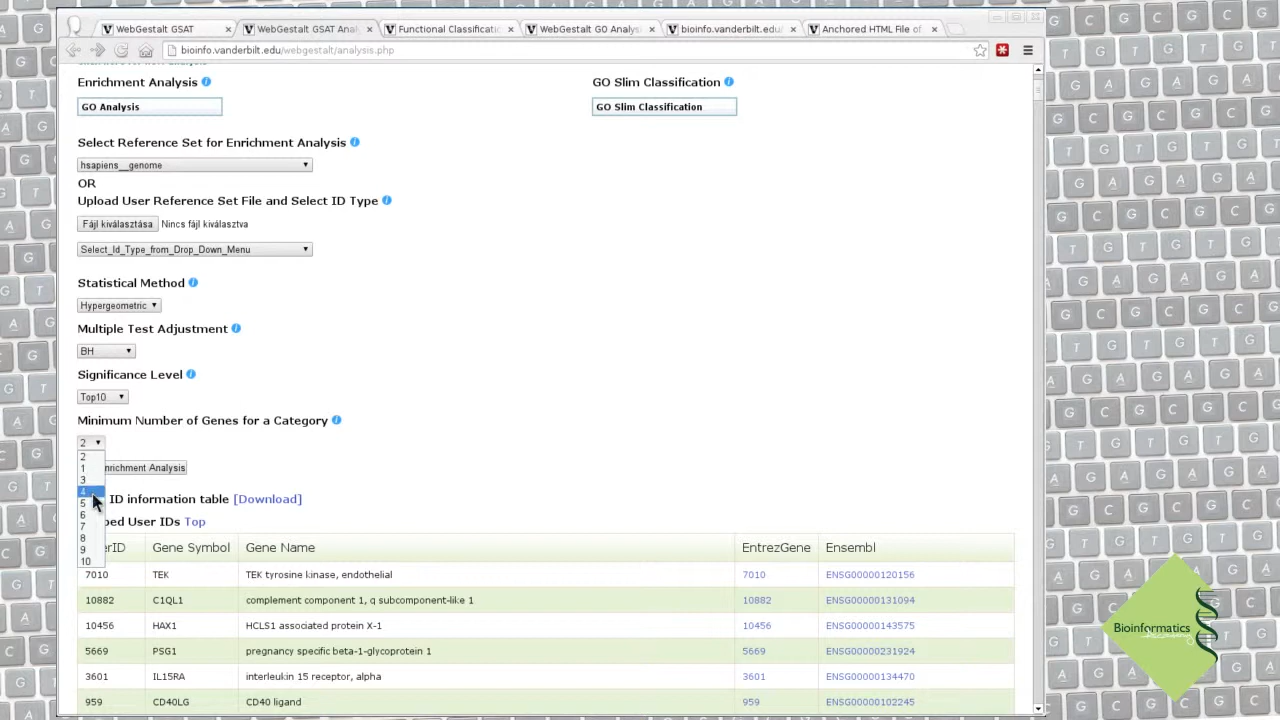 WebGestalt GSAT
WebGestalt GSAT Analy
Functional Classificatio
WebGestalt GO Analys
bioinfo.vanderbilt.edu/
Anchored HTML File of
bioinfo.vanderbilt.edu/webgestalt/analysis.php
Enrichment Analysis
GO Slim Classification
GO Analysis
GO Slim Classification
Select Reference Set for Enrichment Analysis
hsapiens__genome
OR
Upload User Reference Set File and Select ID Type
Fájl kiválasztása Nincs fájl kiválasztva
Select_Id_Type_from_Drop_Down_Menu
Statistical Method
Hypergeometric
Multiple Test Adjustment
BH
Significance Level
Top10
Minimum Number of Genes for a Category
2
2
1
nrichment Analysis
3
4
ID information table [Download]
5
6
ped User IDs Top
7
8
9
10
erID Gene Symbol Gene Name EntrezGene Ensembl
7010 TEK TEK tyrosine kinase, endothelial 7010 ENSG00000120156
10882 C1QL1 complement component 1, q subcomponent-like 1 10882 ENSG00000131094
10456 HAX1 HCLS1 associated protein X-1 10456 ENSG00000143575
5669 PSG1 pregnancy specific beta-1-glycoprotein 1 5669 ENSG00000231924
3601 IL15RA interleukin 15 receptor, alpha 3601 ENSG00000134470
959 CD40LG CD40 ligand 959 ENSG00000102245
Bioinformatics